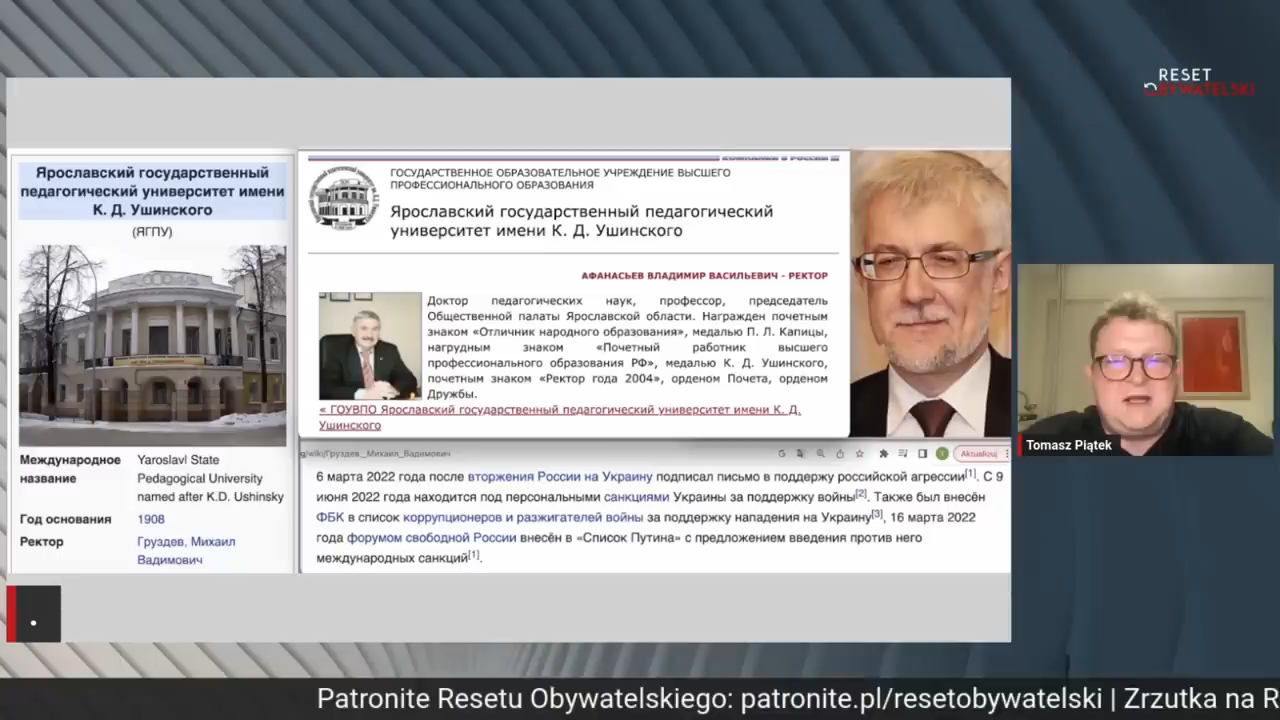 RESET
OBYWATELSKI
Ярославский государственный
педагогический университет имени
К. Д. Ушинского
(ЯГПУ)
Международное название
Yaroslavl State
Pedagogical University
named after K.D. Ushinsky
Год основания 1908
Ректор Груздев, Михаил
Вадимович
ГОСУДАРСТВЕННОЕ ОБРАЗОВАТЕЛЬНОЕ УЧРЕЖДЕНИЕ ВЫСШЕГО
ПРОФЕССИОНАЛЬНОГО ОБРАЗОВАНИЯ
Ярославский государственный педагогический
университет имени К. Д. Ушинского
АФАНАСЬЕВ ВЛАДИМИР ВАСИЛЬЕВИЧ - РЕКТОР
Доктор педагогических наук, профессор, председатель
Общественной палаты Ярославской области. Награжден почетным
знаком «Отличник народного образования», медалью П. Л. Капицы,
нагрудным знаком «Почетный работник высшего
профессионального образования РФ», медалью К. Д. Ушинского,
почетным знаком «Ректор года 2004», орденом Почета, орденом
Дружбы.
« ГОУВПО Ярославский государственный педагогический университет имени К. Д.
Ушинского
g/wiki/Груздев,_Михаил_Вадимович
Aktualizuj
6 марта 2022 года после вторжения России на Украину подписал письмо в поддержку российской агрессии[1]. С 9
июня 2022 года находится под персональными санкциями Украины за поддержку войны[2]. Также был внесён
ФБК в список коррупционеров и разжигателей войны за поддержку нападения на Украину[3], 16 марта 2022
года форумом свободной России внесён в «Список Путина» с предложением введения против него
международных санкций[1].
Tomasz Piątek
.
Patronite Resetu Obywatelskiego: patronite.pl/resetobywatelski | Zrzutka na R